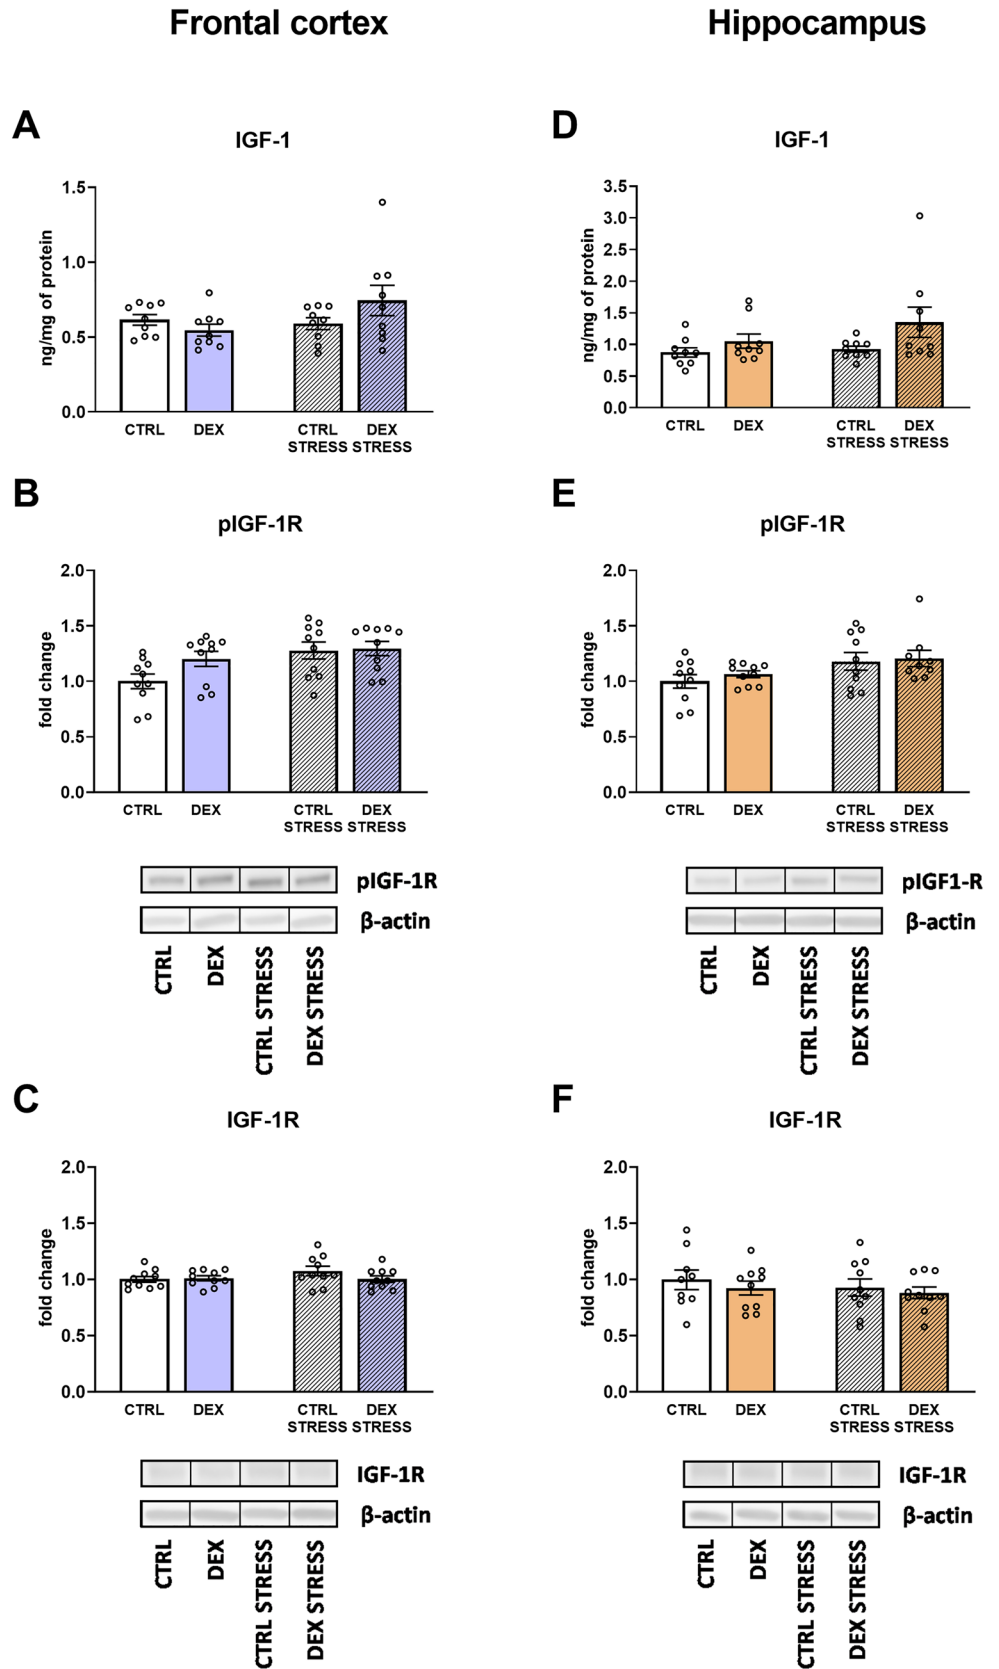 Frontal cortex
Hippocampus
A
IGF-1
ng/mg of protein
1.5
1.0
0.5
0.0
CTRL
DEX
CTRL
STRESS
DEX
STRESS
D
IGF-1
ng/mg of protein
3.5
3.0
2.5
2.0
1.5
1.0
0.5
0.0
CTRL
DEX
CTRL
STRESS
DEX
STRESS
B
pIGF-1R
fold change
2.0
1.5
1.0
0.5
0.0
CTRL
DEX
CTRL
STRESS
DEX
STRESS
pIGF-1R
β-actin
CTRL
DEX
CTRL STRESS
DEX STRESS
E
pIGF-1R
fold change
2.0
1.5
1.0
0.5
0.0
CTRL
DEX
CTRL
STRESS
DEX
STRESS
pIGF1-R
β-actin
CTRL
DEX
CTRL STRESS
DEX STRESS
C
IGF-1R
fold change
2.0
1.5
1.0
0.5
0.0
CTRL
DEX
CTRL
STRESS
DEX
STRESS
IGF-1R
β-actin
CTRL
DEX
CTRL STRESS
DEX STRESS
F
IGF-1R
fold change
2.0
1.5
1.0
0.5
0.0
CTRL
DEX
CTRL
STRESS
DEX
STRESS
IGF-1R
β-actin
CTRL
DEX
CTRL STRESS
DEX STRESS